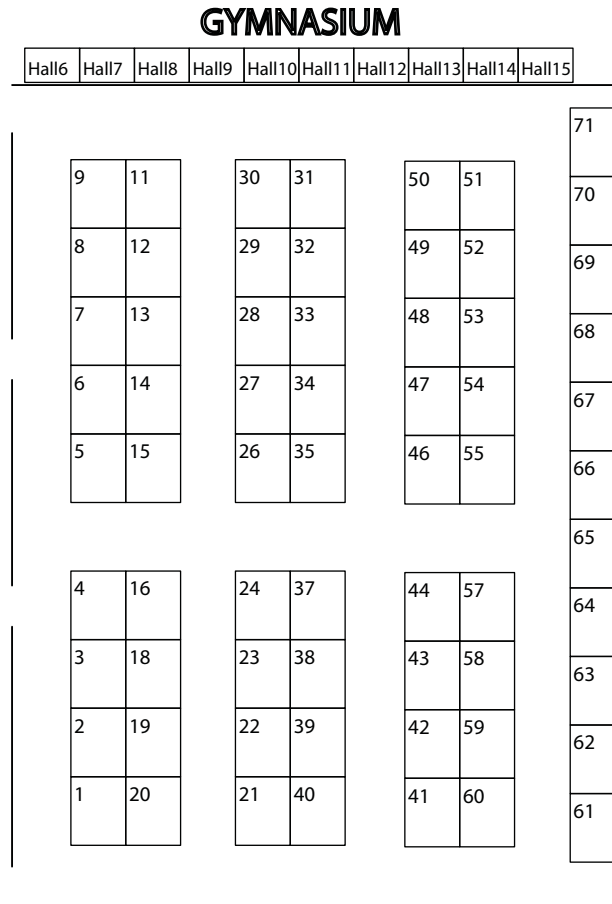 GYMNASIUM
Hall6 Hall7 Hall8 Hall9 Hall10 Hall11 Hall12 Hall13 Hall14 Hall15
71
9 11 30 31 50 51
70
8 12 29 32 49 52
69
7 13 28 33 48 53
68
6 14 27 34 47 54
67
5 15 26 35 46 55
66
65
4 16 24 37 44 57
64
3 18 23 38 43 58
63
2 19 22 39 42 59
62
1 20 21 40 41 60
61